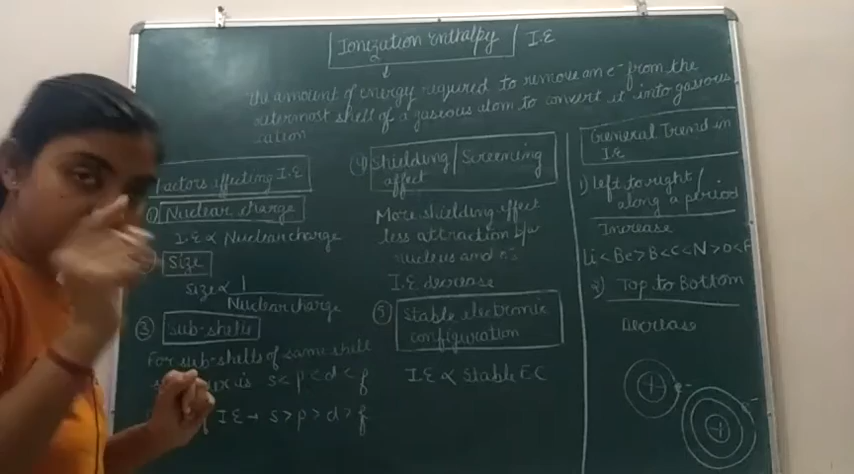 Ionization enthalpy I.E
the amount of energy required to remove an e⁻ from the
outermost shell of a gaseous atom to convert it into gaseous
cation
Factors effecting I.E
① Nuclear charge
I.E ∝ Nuclear charge
Size
Size ∝ 1
Nuclear charge
③ Sub-shells
For sub-shells of same shell
is s < p < d < f
I.E → s > p > d > f
④ Shielding / Screening
affect
More shielding effect
less attraction b/w
nucleus and
I.E decrease
⑤ Stable electronic
configuration
I.E ∝ Stable EC
General Trend in
I.E
1) left to right /
along a period
Increase
Li < Be > B < C < N > O < F
2) Top to Bottom
Decrease
+ e⁻
+